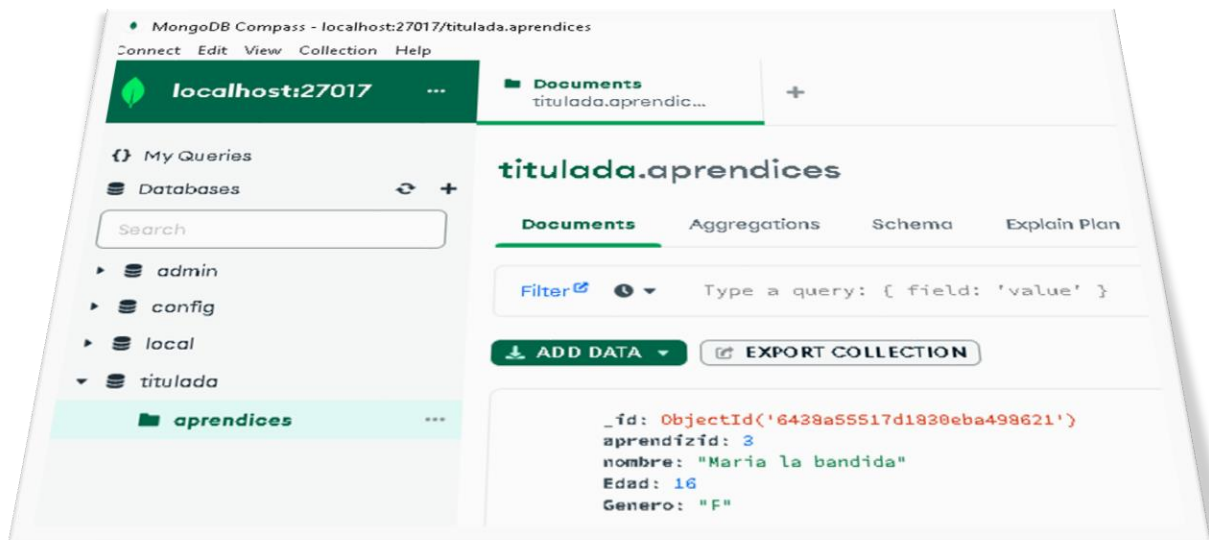 MongoDB Compass - localhost:27017/titulada.aprendices
Connect Edit View Collection Help
localhost:27017 ...
Documents
titulada.aprendic...
+
{} My Queries
Databases +
Search
admin
config
local
titulada
aprendices ...
titulada.aprendices
Documents Aggregations Schema Explain Plan
Filter Type a query: { field: 'value' }
ADD DATA EXPORT COLLECTION
_id: ObjectId('6438a55517d1830eba498621')
aprendizid: 3
nombre: "Maria la bandida"
Edad: 16
Genero: "F"